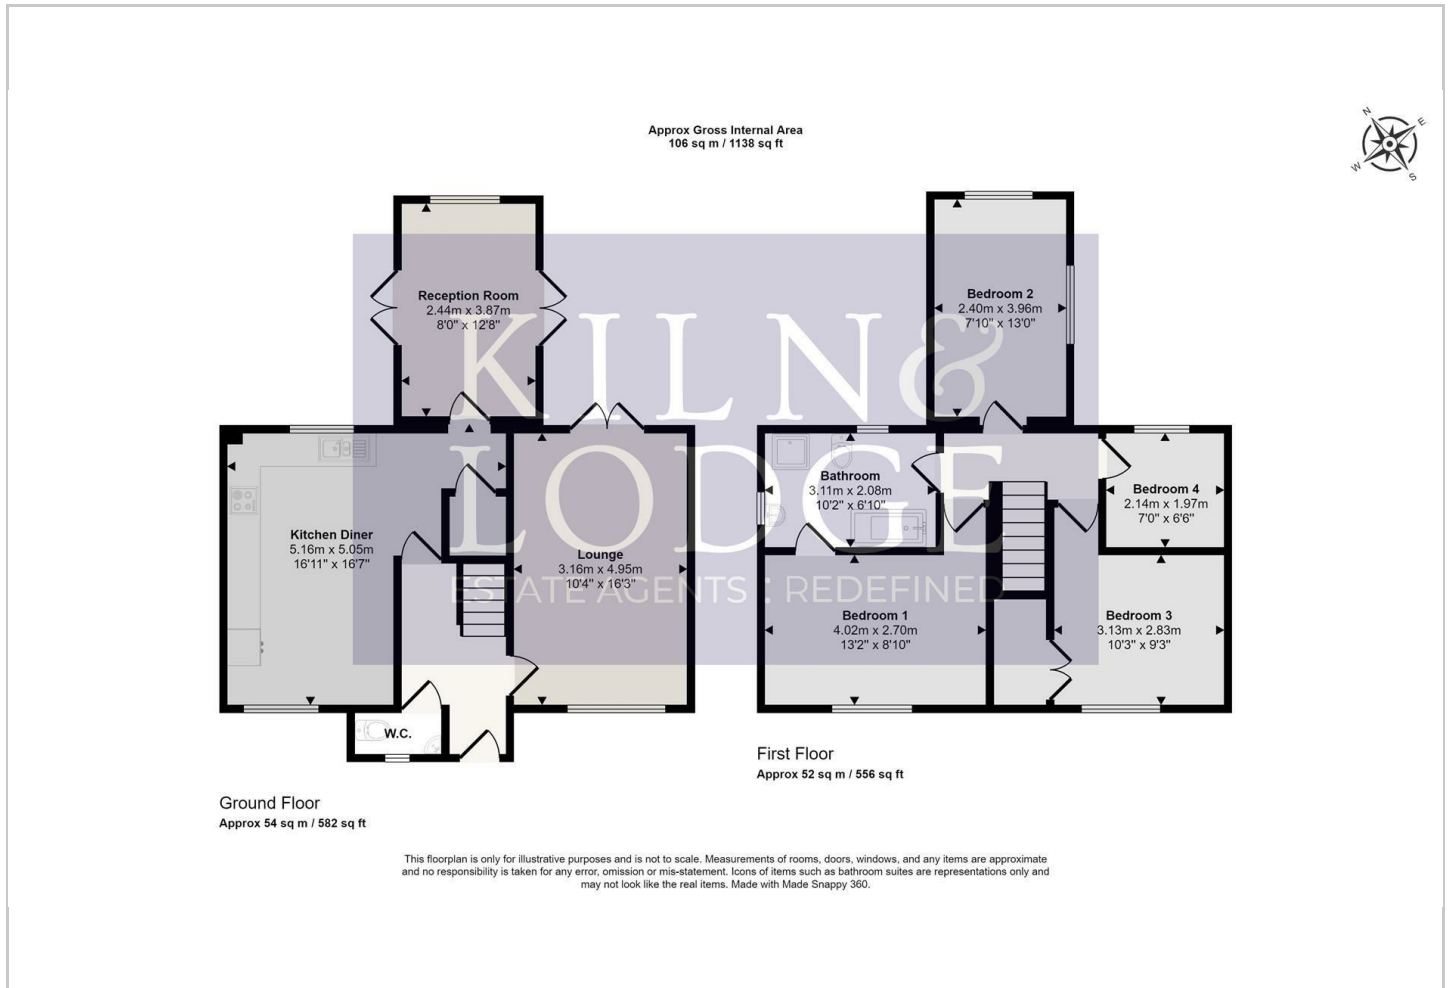 Approx Gross Internal Area
106 sq m / 1138 sq ft
N
E
W
S
Reception Room
2.44m x 3.87m
8'0" x 12'8"
Bedroom 2
2.40m x 3.96m
7'10" x 13'0"
KILN &
LODGE
ESTATE AGENTS : REDEFINED
Kitchen Diner
5.16m x 5.05m
16'11" x 16'7"
Lounge
3.16m x 4.95m
10'4" x 16'3"
Bathroom
3.11m x 2.08m
10'2" x 6'10"
Bedroom 4
2.14m x 1.97m
7'0" x 6'6"
Bedroom 1
4.02m x 2.70m
13'2" x 8'10"
Bedroom 3
3.13m x 2.83m
10'3" x 9'3"
W.C.
Ground Floor
Approx 54 sq m / 582 sq ft
First Floor
Approx 52 sq m / 556 sq ft
This floorplan is only for illustrative purposes and is not to scale. Measurements of rooms, doors, windows, and any items are approximate
and no responsibility is taken for any error, omission or mis-statement. Icons of items such as bathroom suites are representations only and
may not look like the real items. Made with Made Snappy 360.